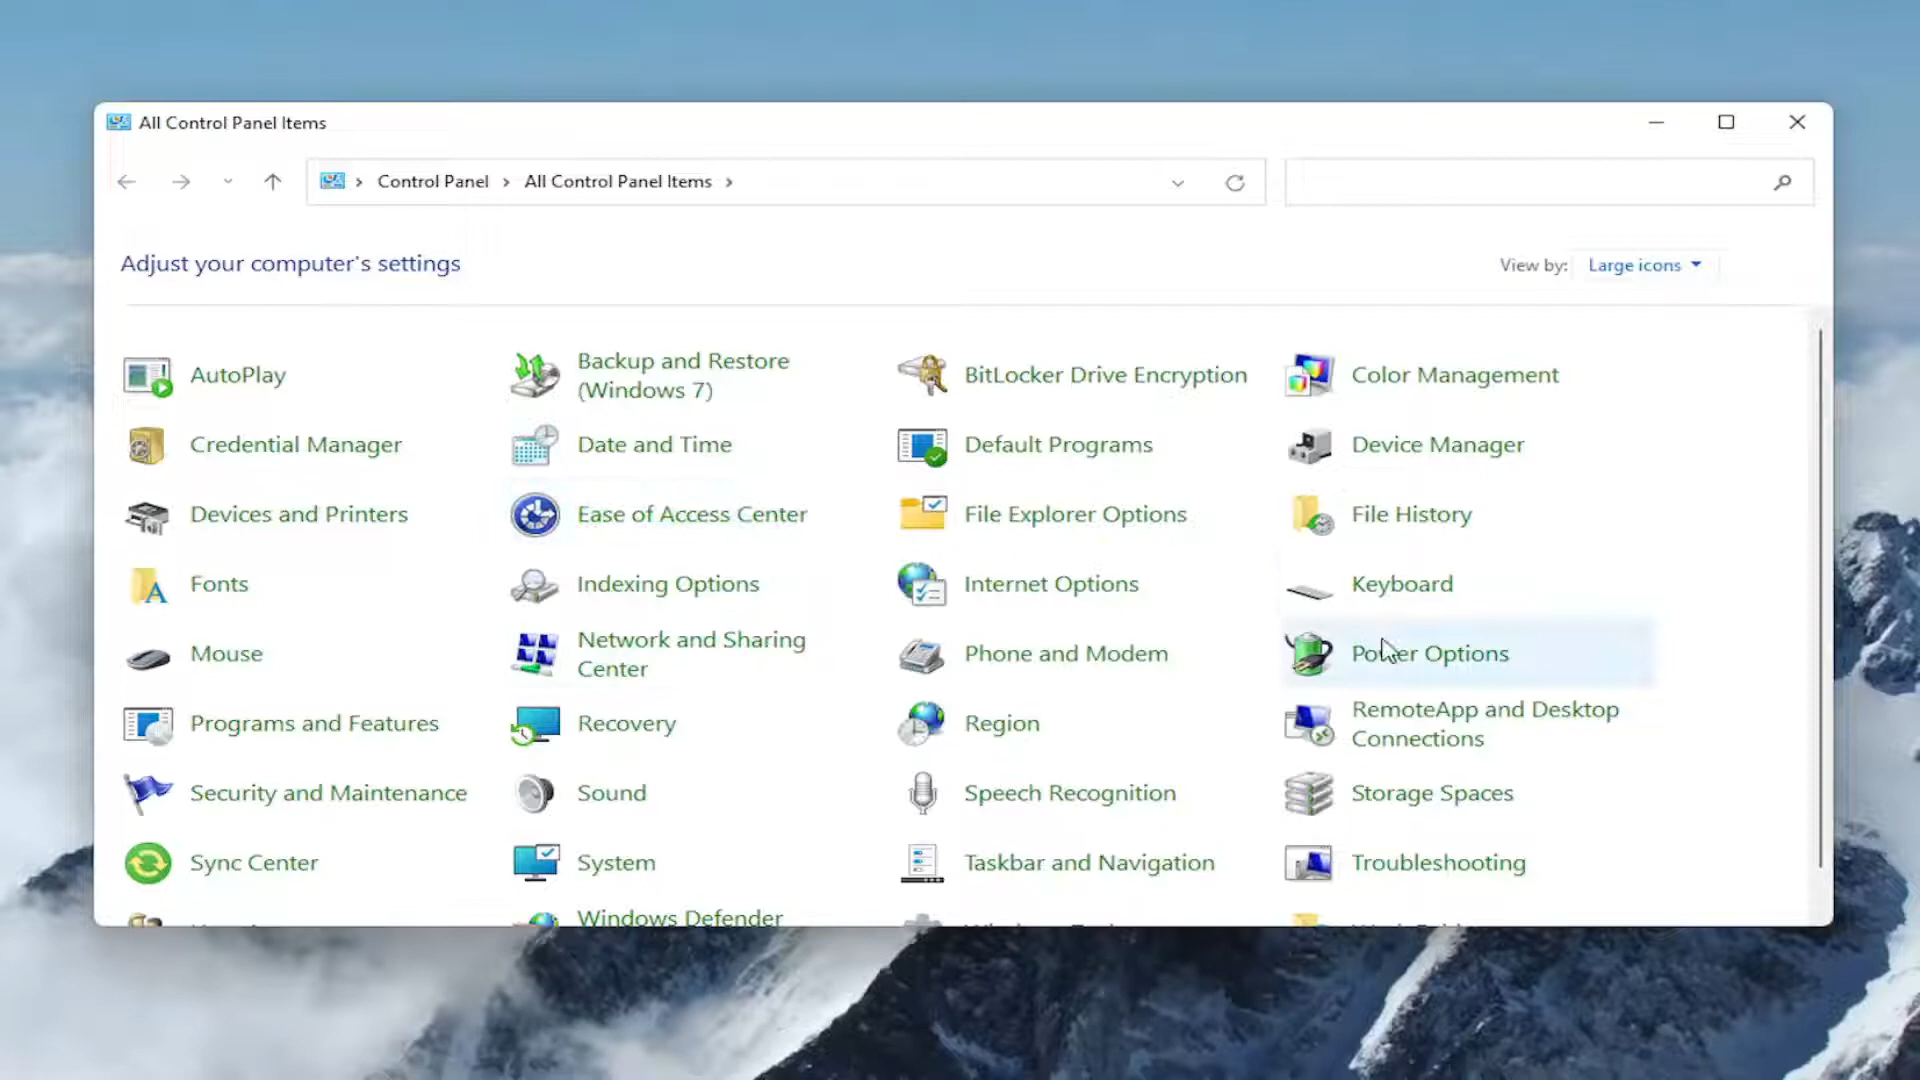 All Control Panel Items
Control Panel
All Control Panel Items
Adjust your computer's settings
View by:
Large icons
AutoPlay
Backup and Restore
(Windows 7)
BitLocker Drive Encryption
Color Management
Credential Manager
Date and Time
Default Programs
Device Manager
Devices and Printers
Ease of Access Center
File Explorer Options
File History
Fonts
Indexing Options
Internet Options
Keyboard
Mouse
Network and Sharing
Center
Phone and Modem
Power Options
Programs and Features
Recovery
Region
RemoteApp and Desktop
Connections
Security and Maintenance
Sound
Speech Recognition
Storage Spaces
Sync Center
System
Taskbar and Navigation
Troubleshooting
Windows Defender